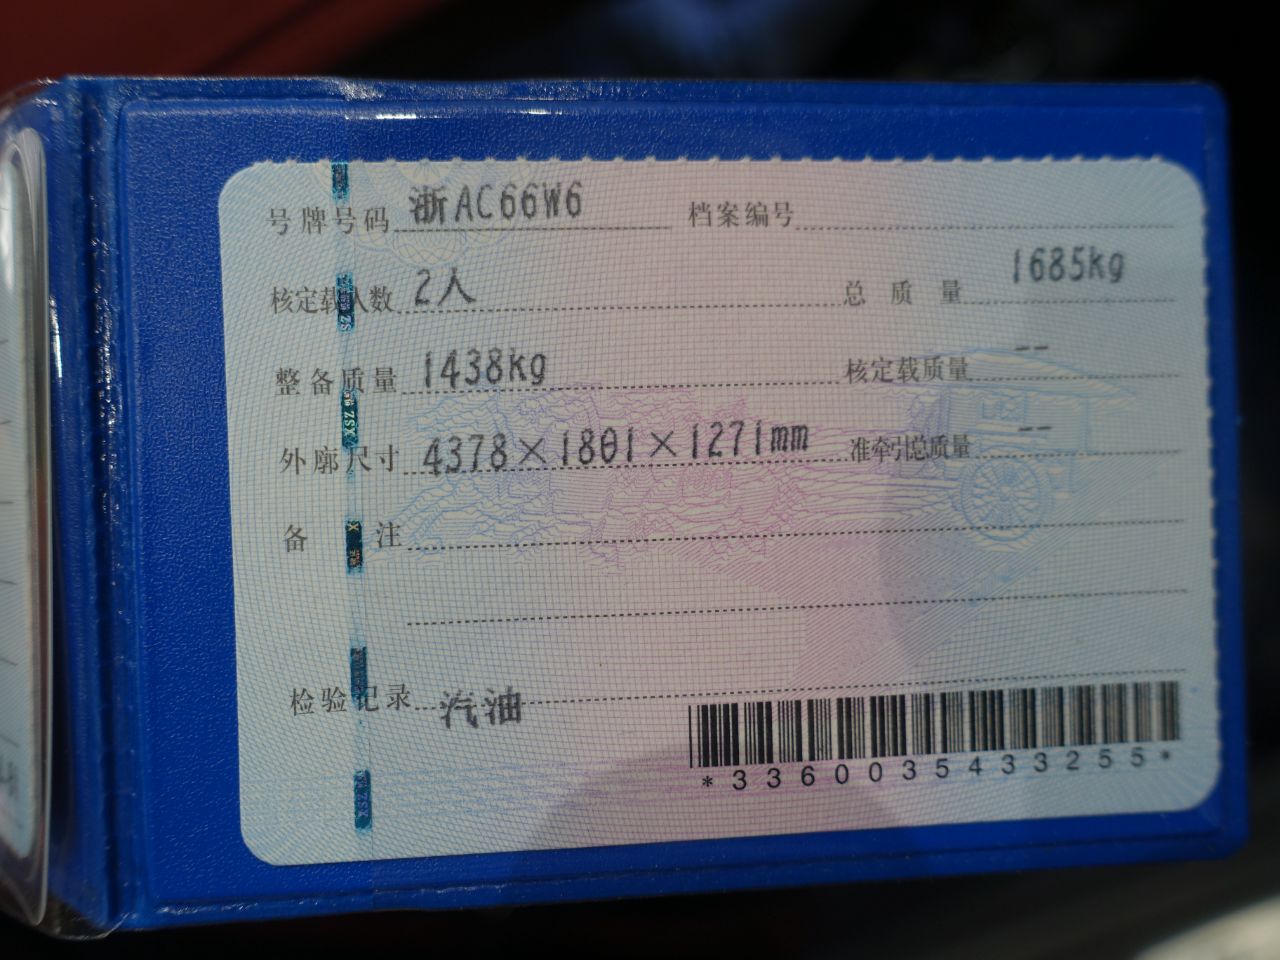 号牌号码 浙AC66W6 档案编号
核定载人数 2人 总质量 1685kg
整备质量 1438kg 核定载质量 --
外廓尺寸 4378×1801×1271mm 准牵引总质量 --
备注
检验记录 汽油
*3360035433255*